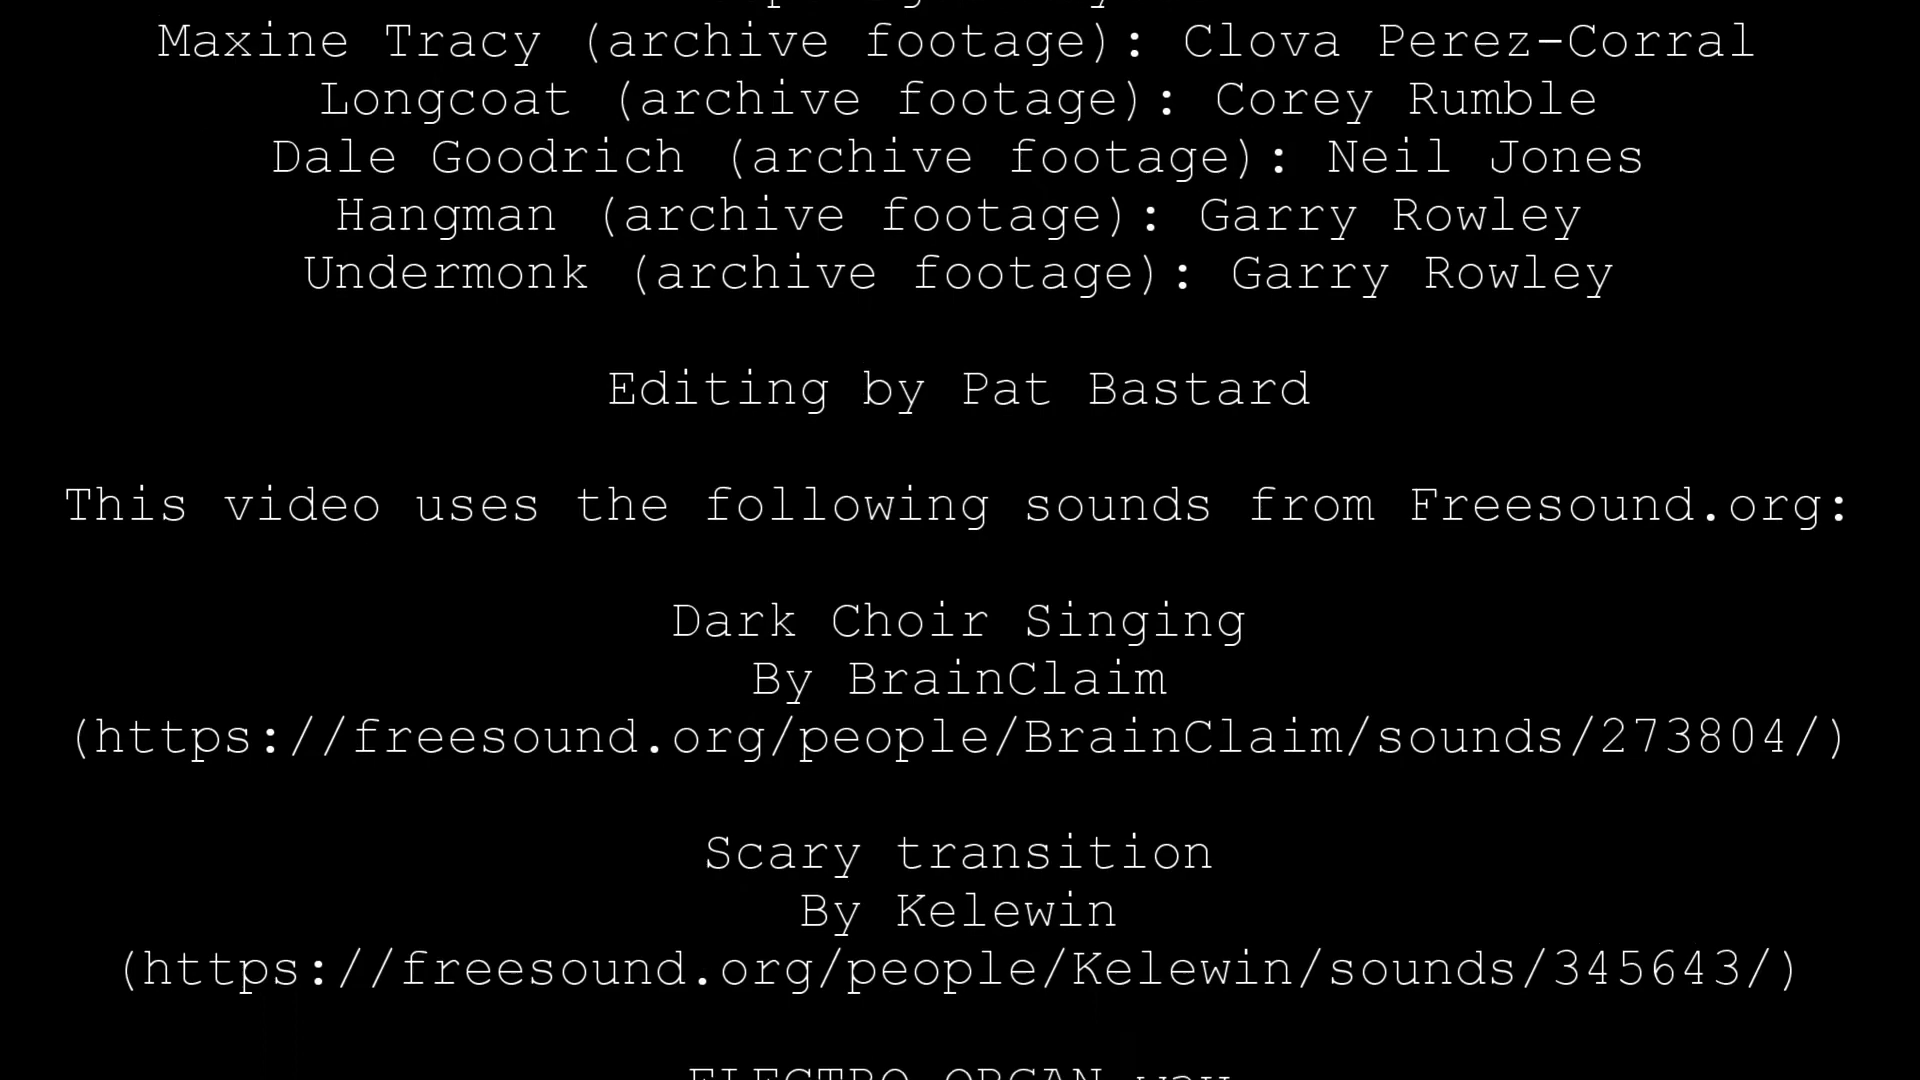 Maxine Tracy (archive footage): Clova Perez-Corral
Longcoat (archive footage): Corey Rumble
Dale Goodrich (archive footage): Neil Jones
Hangman (archive footage): Garry Rowley
Undermonk (archive footage): Garry Rowley
Editing by Pat Bastard
This video uses the following sounds from Freesound.org:
Dark Choir Singing
By BrainClaim
(https://freesound.org/people/BrainClaim/sounds/273804/)
Scary transition
By Kelewin
(https://freesound.org/people/Kelewin/sounds/345643/)
ELECTRO ORGAN.wav